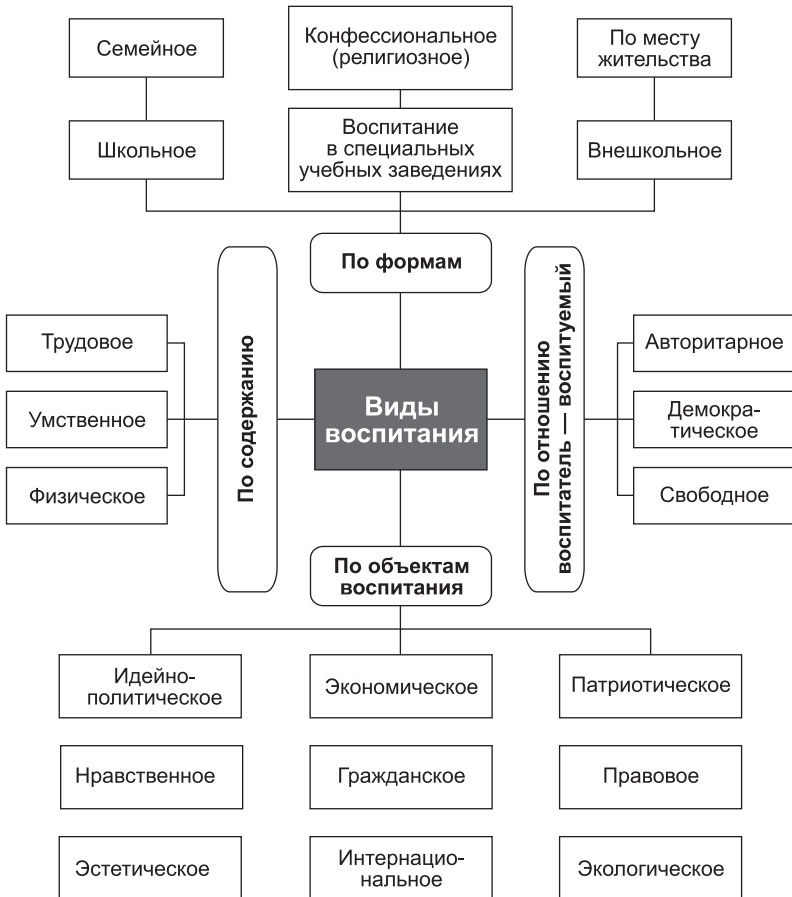 Семейное
Конфессиональное
(религиозное)
По месту
жительства
Школьное
Воспитание
в специальных
учебных заведениях
Внешкольное
По формам
По содержанию
По отношению
воспитатель — воспитуемый
Трудовое
Умственное
Физическое
Виды
воспитания
Авторитарное
Демокра-
тическое
Свободное
По объектам
воспитания
Идейно-
политическое
Экономическое
Патриотическое
Нравственное
Гражданское
Правовое
Эстетическое
Интернацио-
нальное
Экологическое